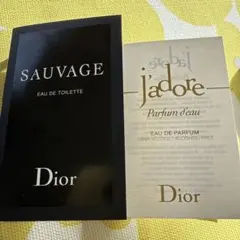 SAUVAGE
EAU DE TOILETTE
Dior
j'adore
Parfum d'eau
EAU DE PARFUM
Dior